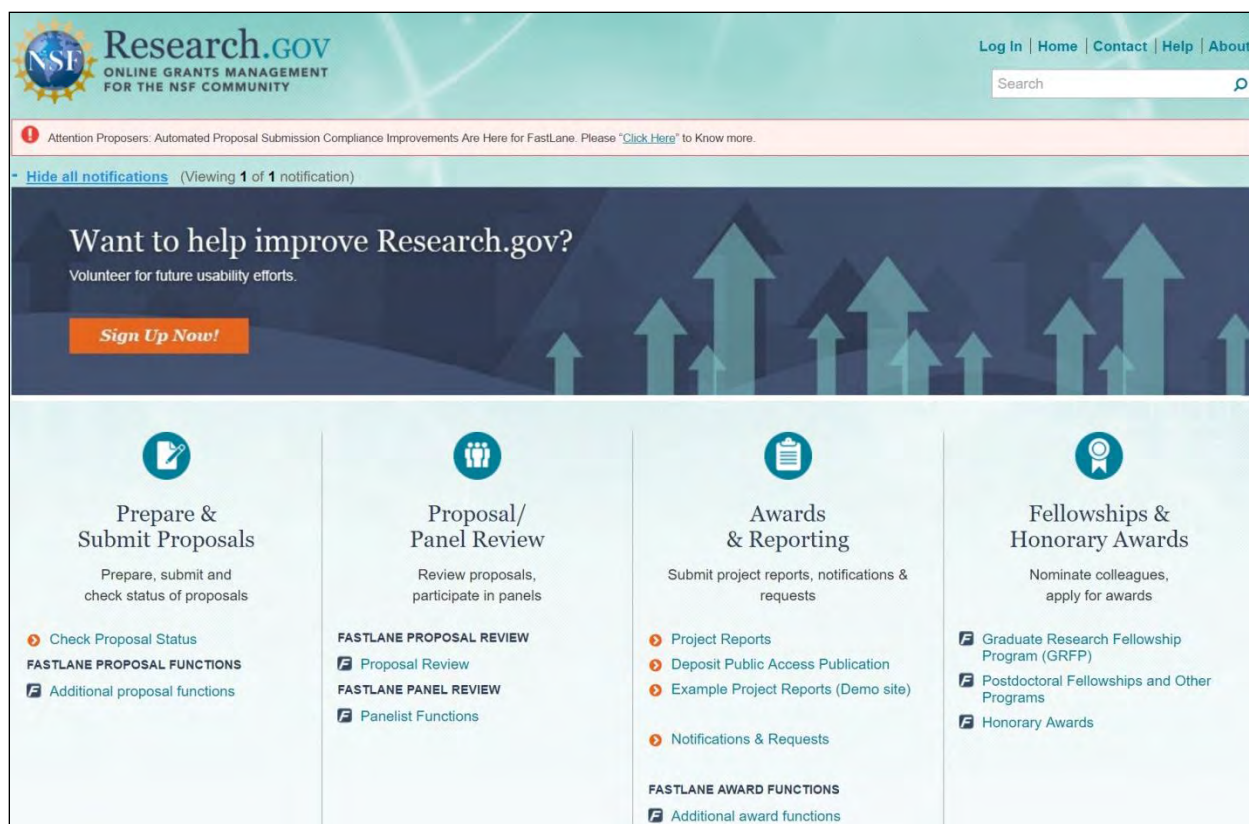 NSF
Research.GOV
ONLINE GRANTS MANAGEMENT
FOR THE NSF COMMUNITY
Log In | Home | Contact | Help | About
Search
Attention Proposers: Automated Proposal Submission Compliance Improvements Are Here for FastLane. Please "Click Here" to Know more.
- Hide all notifications (Viewing 1 of 1 notification)
Want to help improve Research.gov?
Volunteer for future usability efforts.
Sign Up Now!
Prepare &
Submit Proposals
Prepare, submit and
check status of proposals
Check Proposal Status
FASTLANE PROPOSAL FUNCTIONS
F Additional proposal functions
Proposal/
Panel Review
Review proposals,
participate in panels
FASTLANE PROPOSAL REVIEW
F Proposal Review
FASTLANE PANEL REVIEW
F Panelist Functions
Awards
& Reporting
Submit project reports, notifications &
requests
Project Reports
Deposit Public Access Publication
Example Project Reports (Demo site)
Notifications & Requests
FASTLANE AWARD FUNCTIONS
F Additional award functions
Fellowships &
Honorary Awards
Nominate colleagues,
apply for awards
F Graduate Research Fellowship
Program (GRFP)
F Postdoctoral Fellowships and Other
Programs
F Honorary Awards